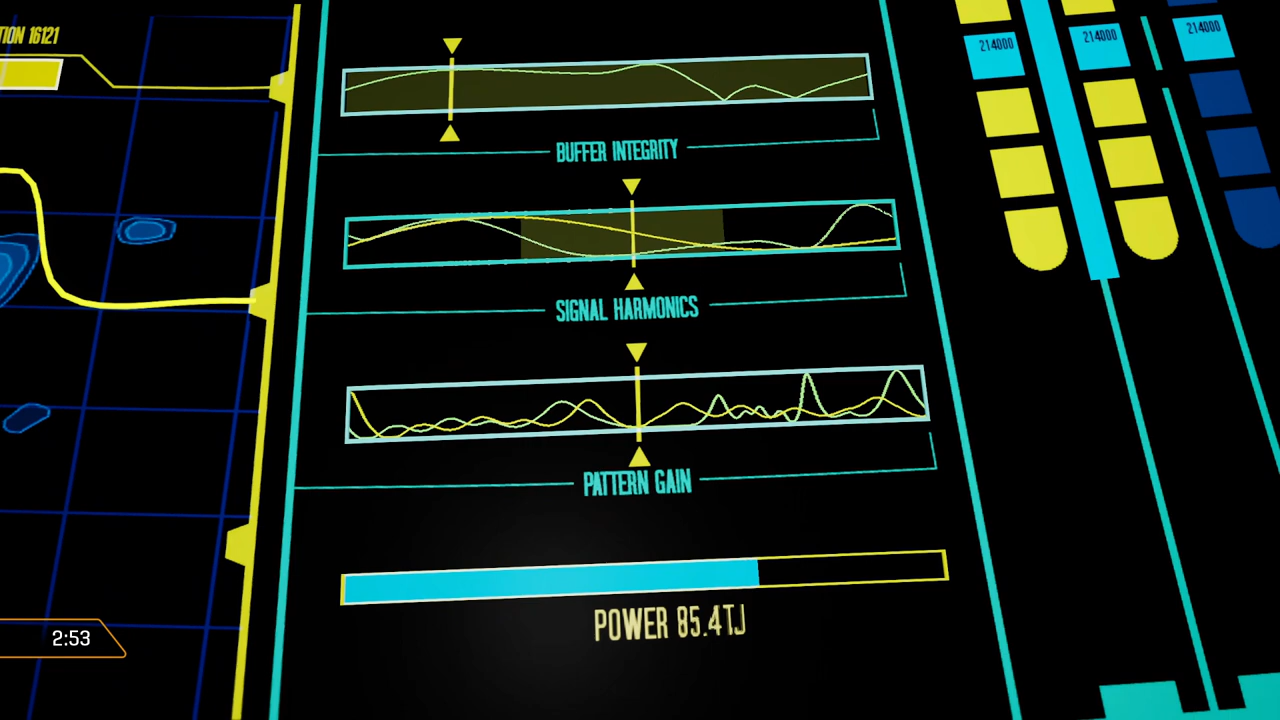 TION 16121
214000
214000
214000
BUFFER INTEGRITY
SIGNAL HARMONICS
PATTERN GAIN
POWER 85.4TJ
2:53